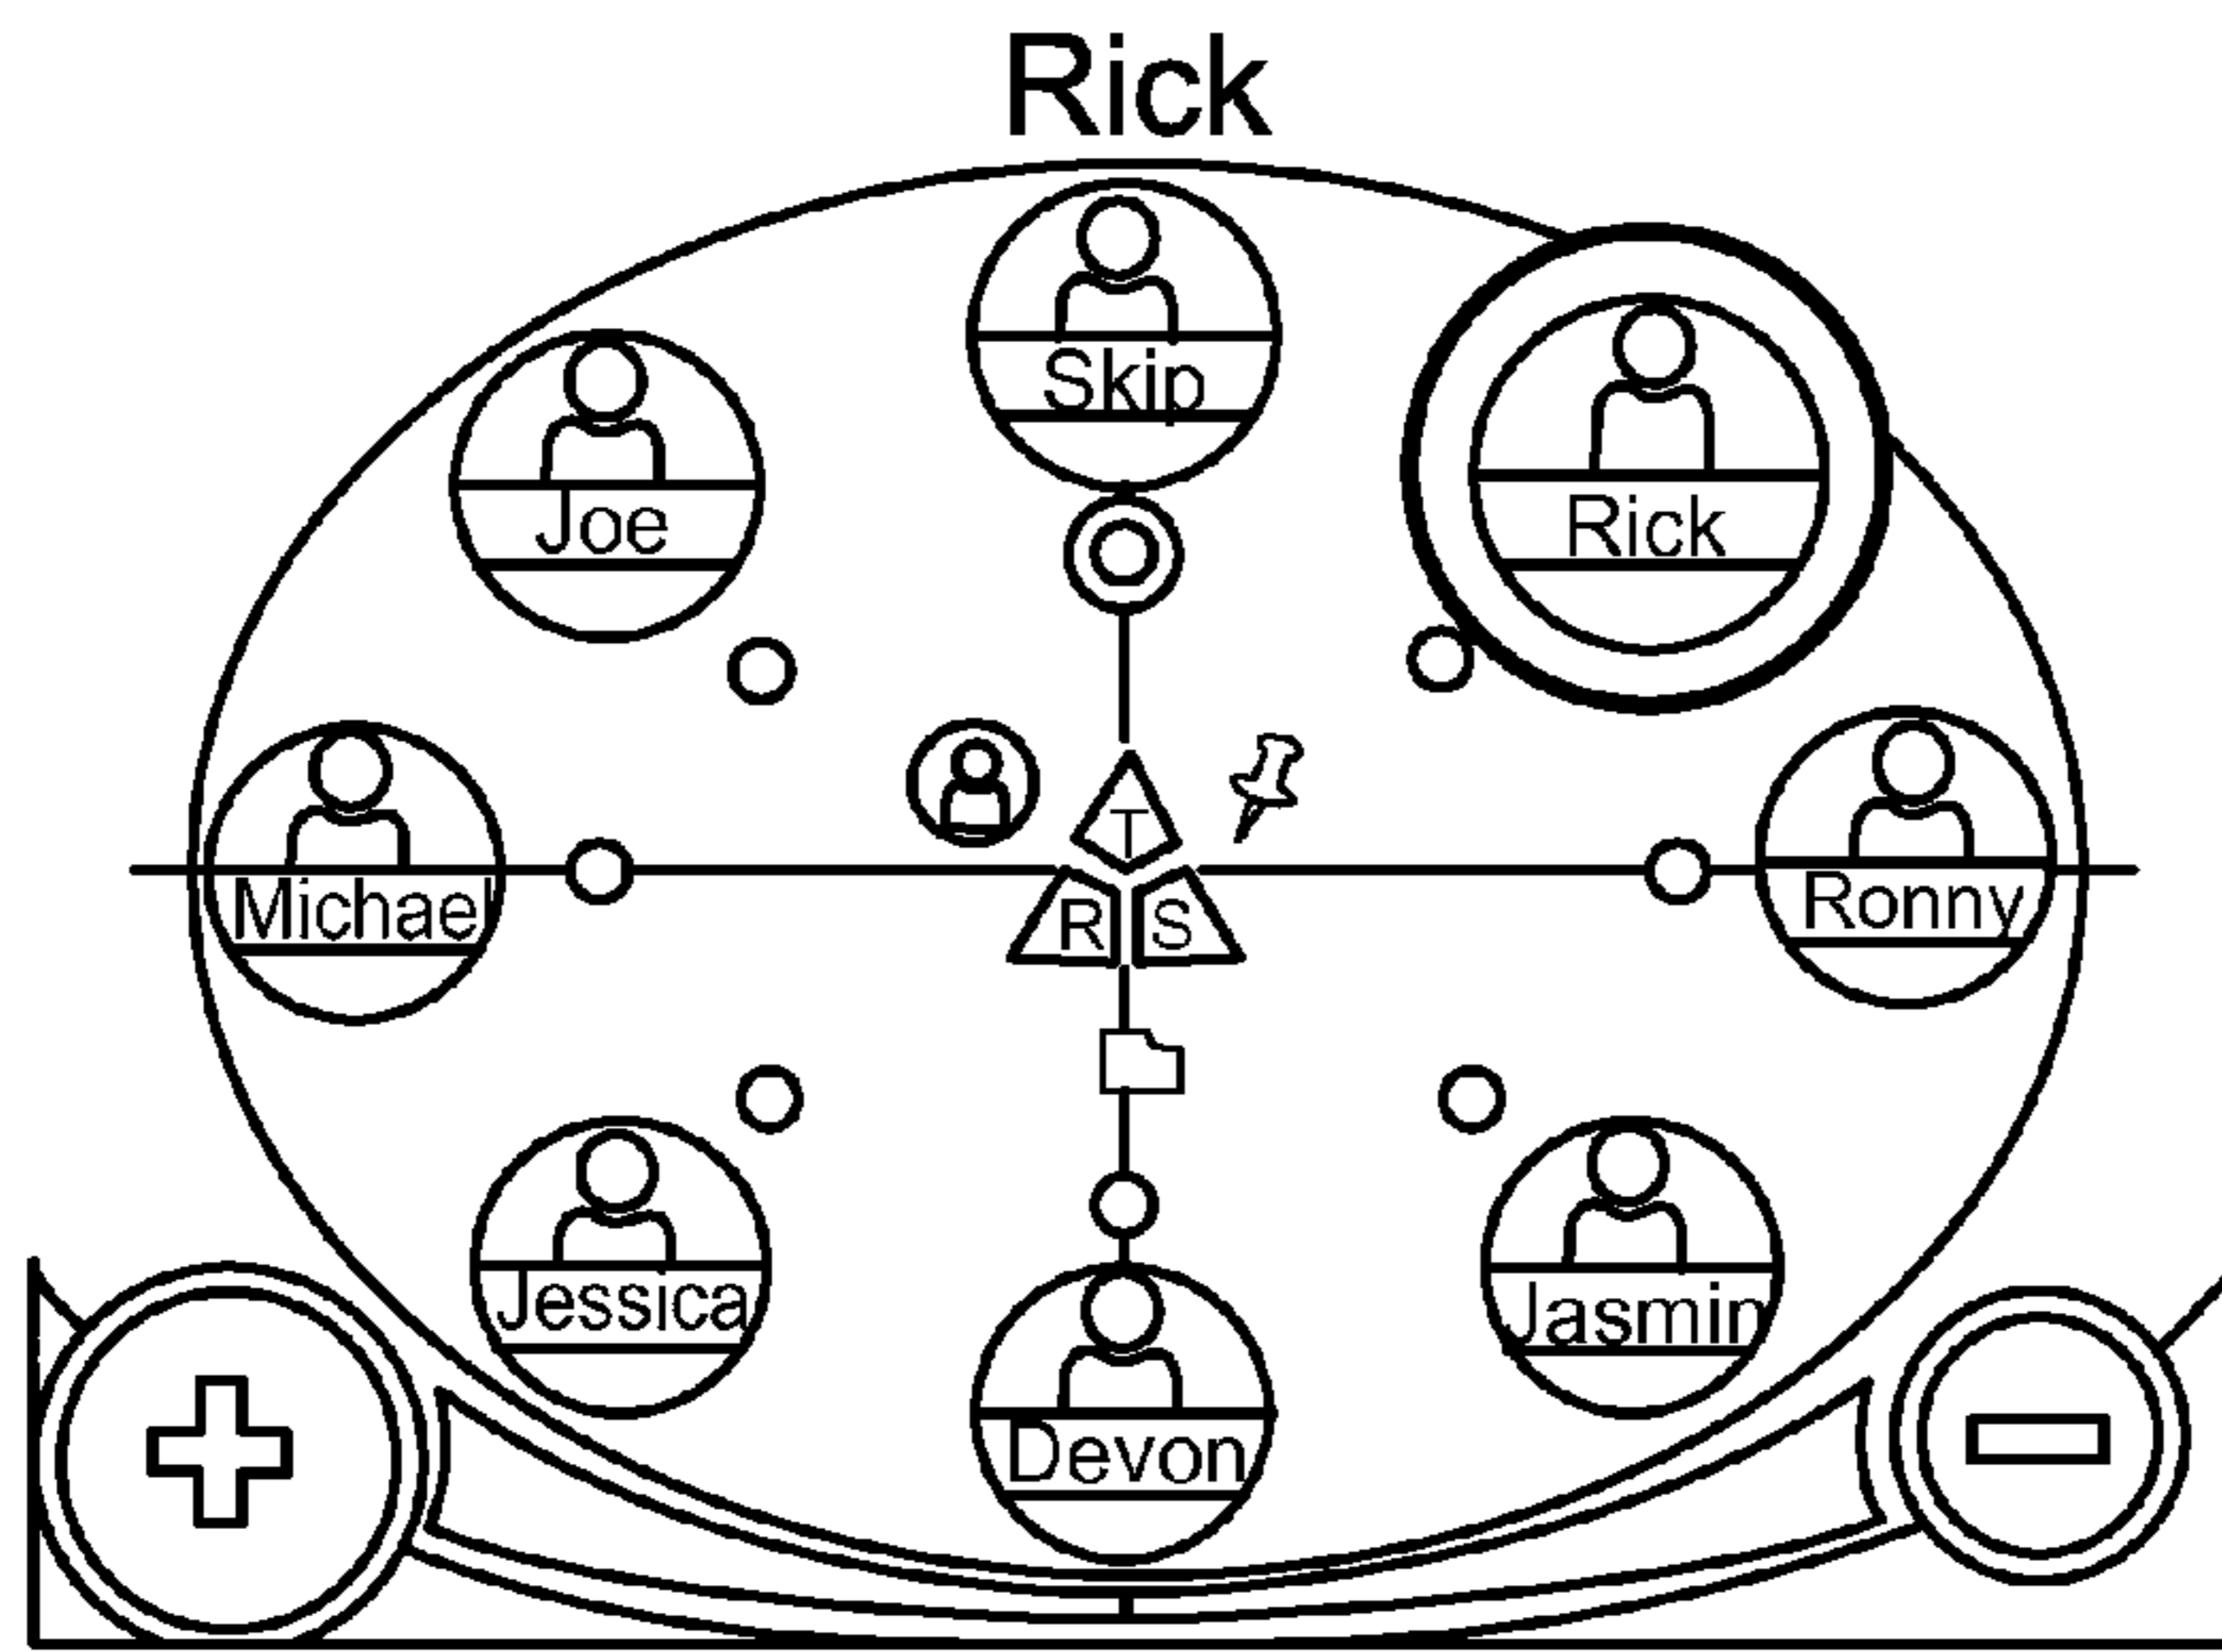 Rick
Skip
Joe
Rick
T
Michael
R
S
Ronny
Jessica
Jasmin
Devon